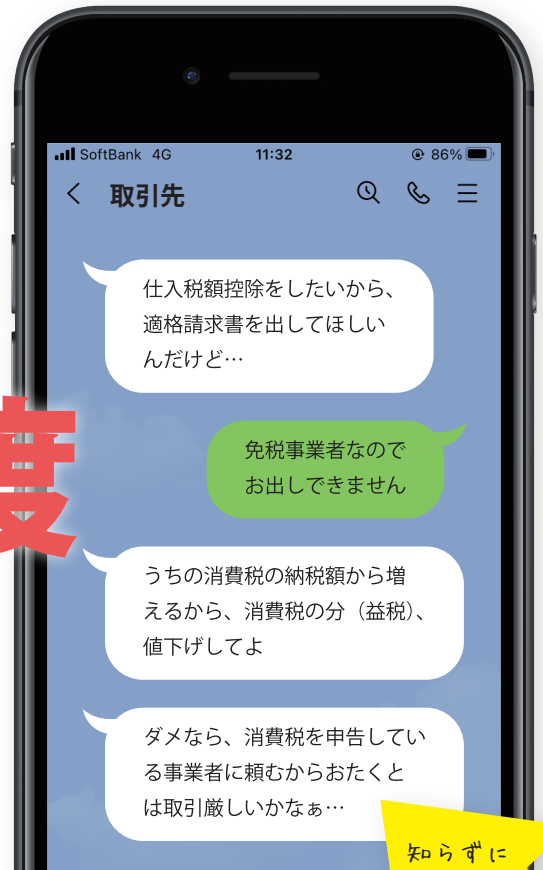 SoftBank 4G 11:32 86%
取引先
仕入税額控除をしたいから、
適格請求書を出してほしい
んだけど…
免税事業者なので
お出しできません
度
うちの消費税の納税額から増
えるから、消費税の分（益税）、
値下げしてよ
ダメなら、消費税を申告してい
る事業者に頼むからおたくと
は取引厳しいかなぁ…
知らずに